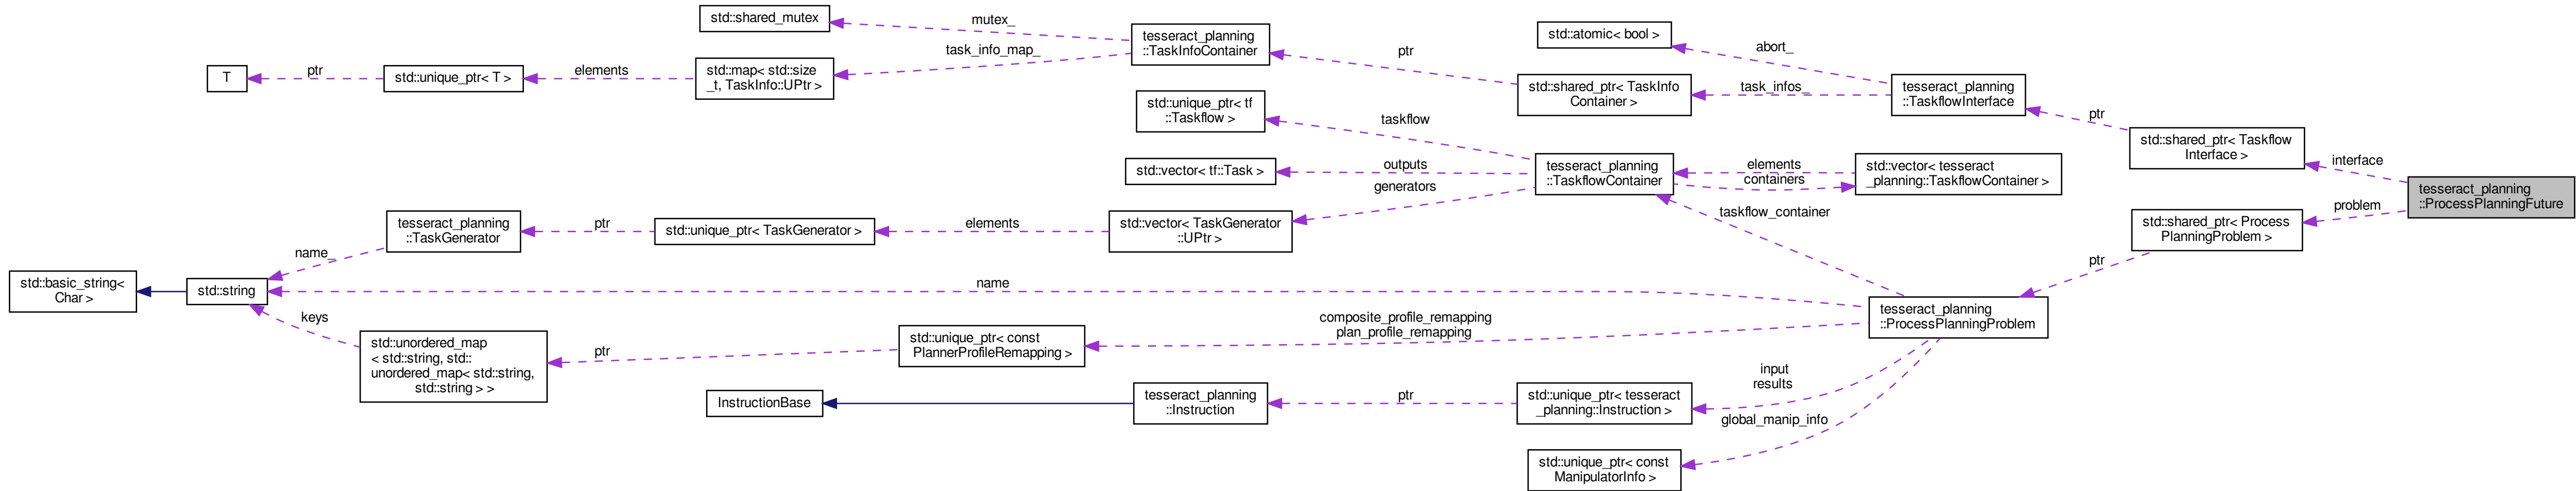 std::shared_mutex
mutex_
tesseract_planning
::TaskInfoContainer
task_info_map_
T
ptr
std::unique_ptr< T >
elements
std::map< std::size
_t, TaskInfo::UPtr >
ptr
std::atomic< bool >
abort_
std::shared_ptr< TaskInfo
Container >
task_infos_
tesseract_planning
::TaskflowInterface
ptr
std::shared_ptr< Taskflow
Interface >
interface
tesseract_planning
::ProcessPlanningFuture
problem
std::shared_ptr< Process
PlanningProblem >
ptr
std::unique_ptr< tf
::Taskflow >
taskflow
std::vector< tf::Task >
outputs
generators
tesseract_planning
::TaskflowContainer
elements
containers
std::vector< tesseract
_planning::TaskflowContainer >
taskflow_container
tesseract_planning
::TaskGenerator
ptr
std::unique_ptr< TaskGenerator >
elements
std::vector< TaskGenerator
UPtr >
name_
std::basic_string<
Char >
std::string
name
keys
std::unordered_map
< std::string, std::
unordered_map< std::string,
std::string > >
ptr
std::unique_ptr< const
PlannerProfileRemapping >
composite_profile_remapping
plan_profile_remapping
tesseract_planning
::ProcessPlanningProblem
InstructionBase
tesseract_planning
::Instruction
ptr
std::unique_ptr< tesseract
_planning::Instruction >
input
results
global_manip_info
std::unique_ptr< const
ManipulatorInfo >